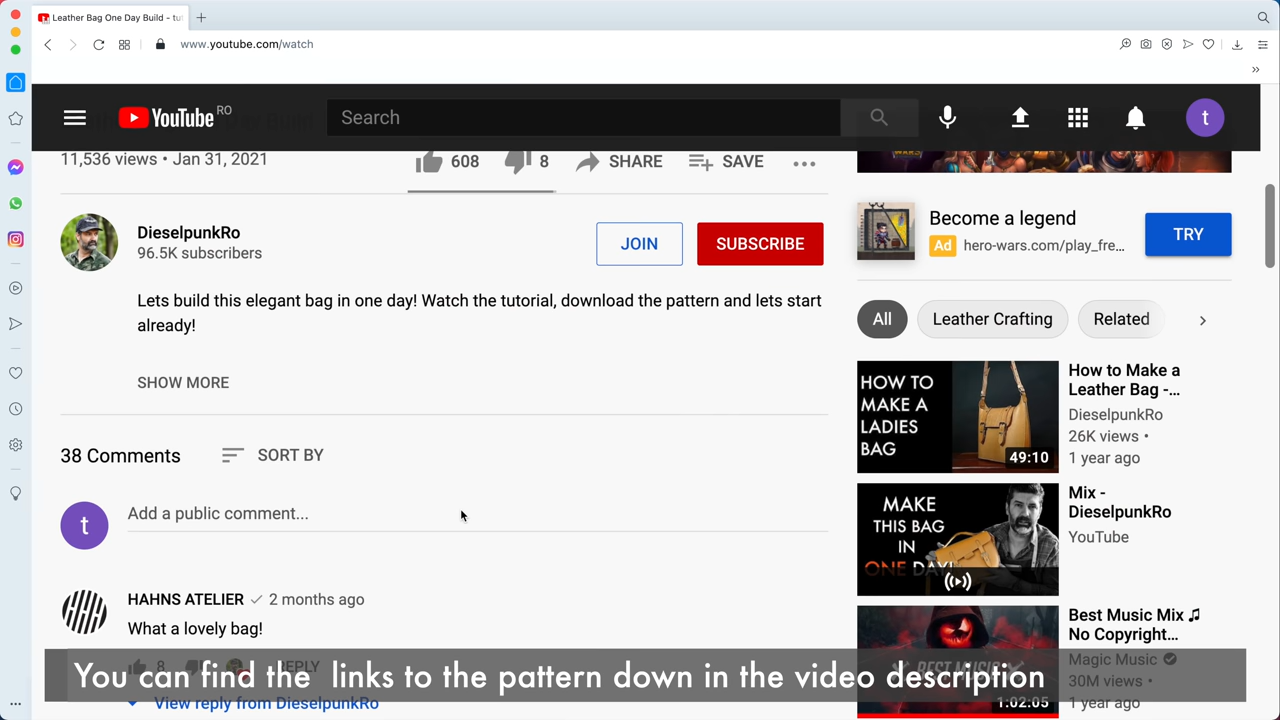 Leather Bag One Day Build - tut
www.youtube.com/watch
YouTube RO
Search
t
11,536 views • Jan 31, 2021
608
8
SHARE
SAVE
DieselpunkRo
96.5K subscribers
JOIN
SUBSCRIBE
Lets build this elegant bag in one day! Watch the tutorial, download the pattern and lets start
already!
SHOW MORE
38 Comments
SORT BY
t
Add a public comment...
HAHNS ATELIER
2 months ago
What a lovely bag!
8
REPLY
View reply from DieselpunkRo
Become a legend
Ad
hero-wars.com/play_fre...
TRY
All
Leather Crafting
Related
HOW TO
MAKE A
LADIES
BAG
49:10
How to Make a
Leather Bag -...
DieselpunkRo
26K views •
1 year ago
MAKE
THIS BAG
IN
ONE DAY
Mix -
DieselpunkRo
YouTube
Best Music Mix ♫
No Copyright...
Magic Music
30M views •
1 year ago
1:02:05
You can find the links to the pattern down in the video description